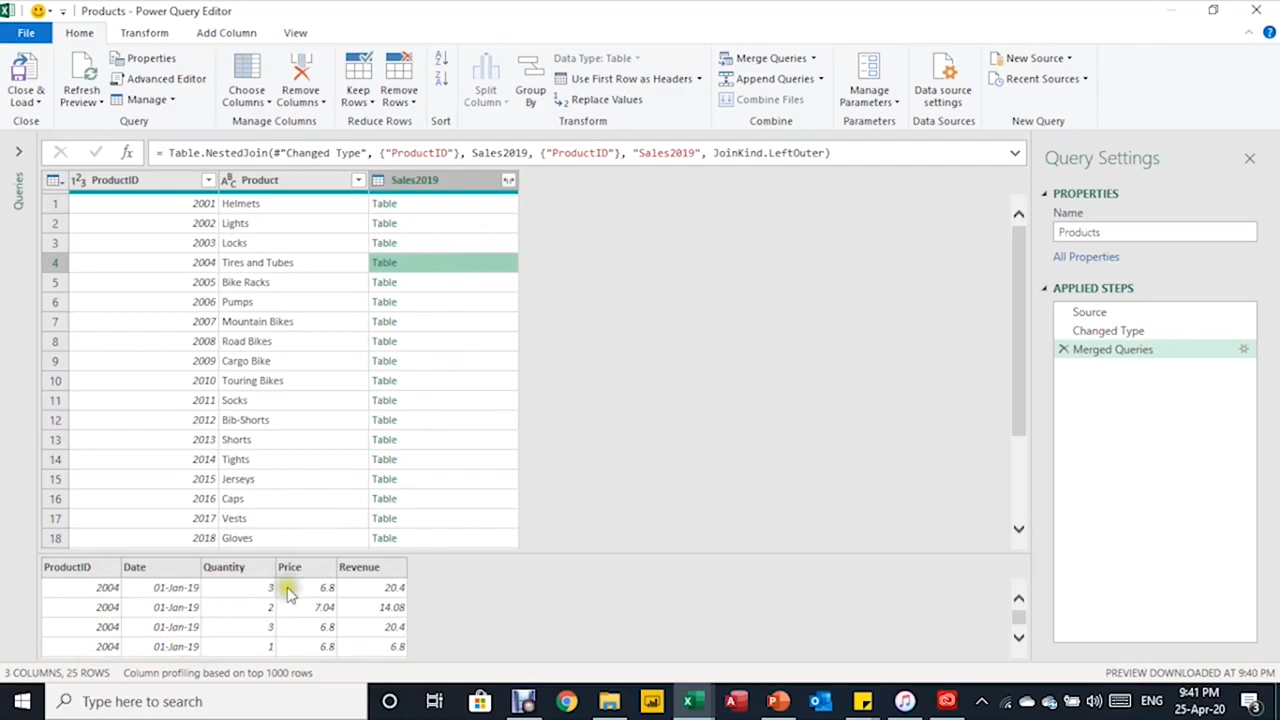 Products - Power Query Editor
File Home Transform Add Column View
Close & Load
Refresh Preview
Properties
Advanced Editor
Manage
Choose Columns
Remove Columns
Keep Rows
Remove Rows
Split Column
Group By
Data Type: Table
Use First Row as Headers
Replace Values
Merge Queries
Append Queries
Combine Files
Manage Parameters
Data source settings
New Source
Recent Sources
Close Query Manage Columns Reduce Rows Sort Transform Combine Parameters Data Sources New Query
fx = Table.NestedJoin(#"Changed Type", {"ProductID"}, Sales2019, {"ProductID"}, "Sales2019", JoinKind.LeftOuter)
Queries
ProductID Product Sales2019
1 2001 Helmets Table
2 2002 Lights Table
3 2003 Locks Table
4 2004 Tires and Tubes Table
5 2005 Bike Racks Table
6 2006 Pumps Table
7 2007 Mountain Bikes Table
8 2008 Road Bikes Table
9 2009 Cargo Bike Table
10 2010 Touring Bikes Table
11 2011 Socks Table
12 2012 Bib-Shorts Table
13 2013 Shorts Table
14 2014 Tights Table
15 2015 Jerseys Table
16 2016 Caps Table
17 2017 Vests Table
18 2018 Gloves Table
ProductID Date Quantity Price Revenue
2004 01-Jan-19 3 6.8 20.4
2004 01-Jan-19 2 7.04 14.08
2004 01-Jan-19 3 6.8 20.4
2004 01-Jan-19 1 6.8 6.8
Query Settings
PROPERTIES
Name
Products
All Properties
APPLIED STEPS
Source
Changed Type
Merged Queries
3 COLUMNS, 25 ROWS Column profiling based on top 1000 rows
PREVIEW DOWNLOADED AT 9:40 PM
Type here to search
ENG
9:41 PM
25-Apr-20
3